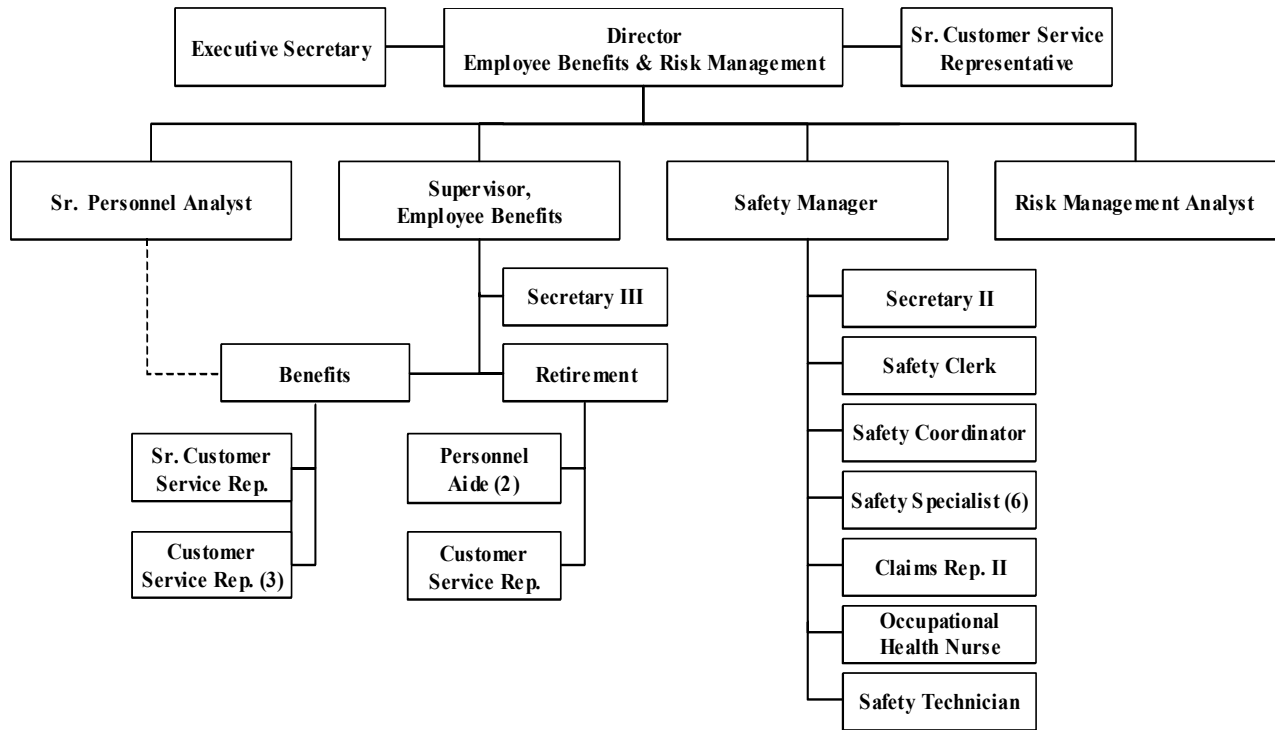 Executive Secretary
Director
Employee Benefits & Risk Management
Sr. Customer Service
Representative
Sr. Personnel Analyst
Supervisor,
Employee Benefits
Safety Manager
Risk Management Analyst
Secretary III
Secretary II
Benefits
Retirement
Safety Clerk
Sr. Customer
Service Rep.
Personnel
Aide (2)
Safety Coordinator
Safety Specialist (6)
Customer
Service Rep. (3)
Customer
Service Rep.
Claims Rep. II
Occupational
Health Nurse
Safety Technician